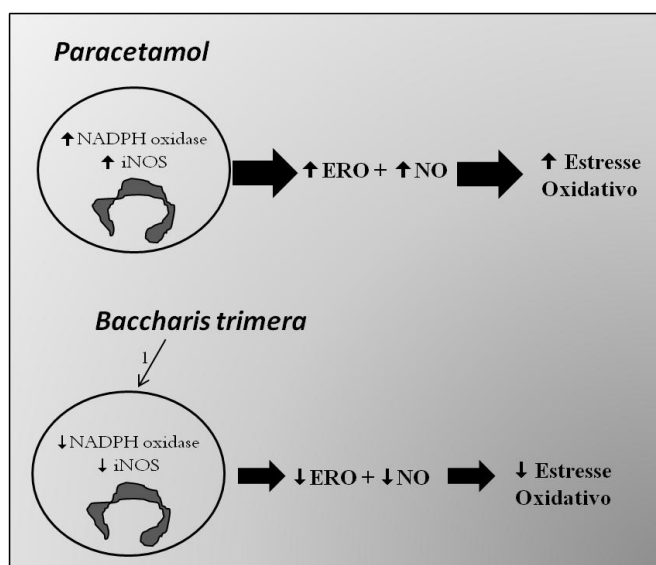 Paracetamol
↑NADPH oxidase
↑ iNOS
↑ERO + ↑NO
↑ Estresse
Oxidativo
Baccharis trimera
1
↓NADPH oxidase
↓ iNOS
↓ERO + ↓NO
↓ Estresse
Oxidativo